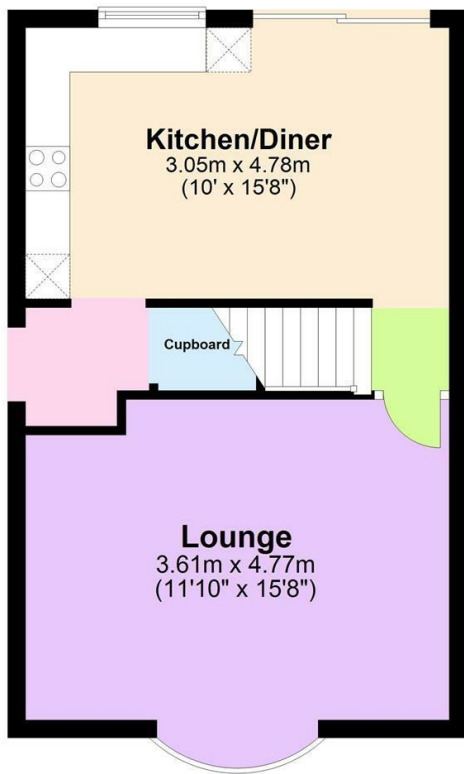 Kitchen/Diner
3.05m x 4.78m
(10' x 15'8")
Cupboard
Lounge
3.61m x 4.77m
(11'10" x 15'8")